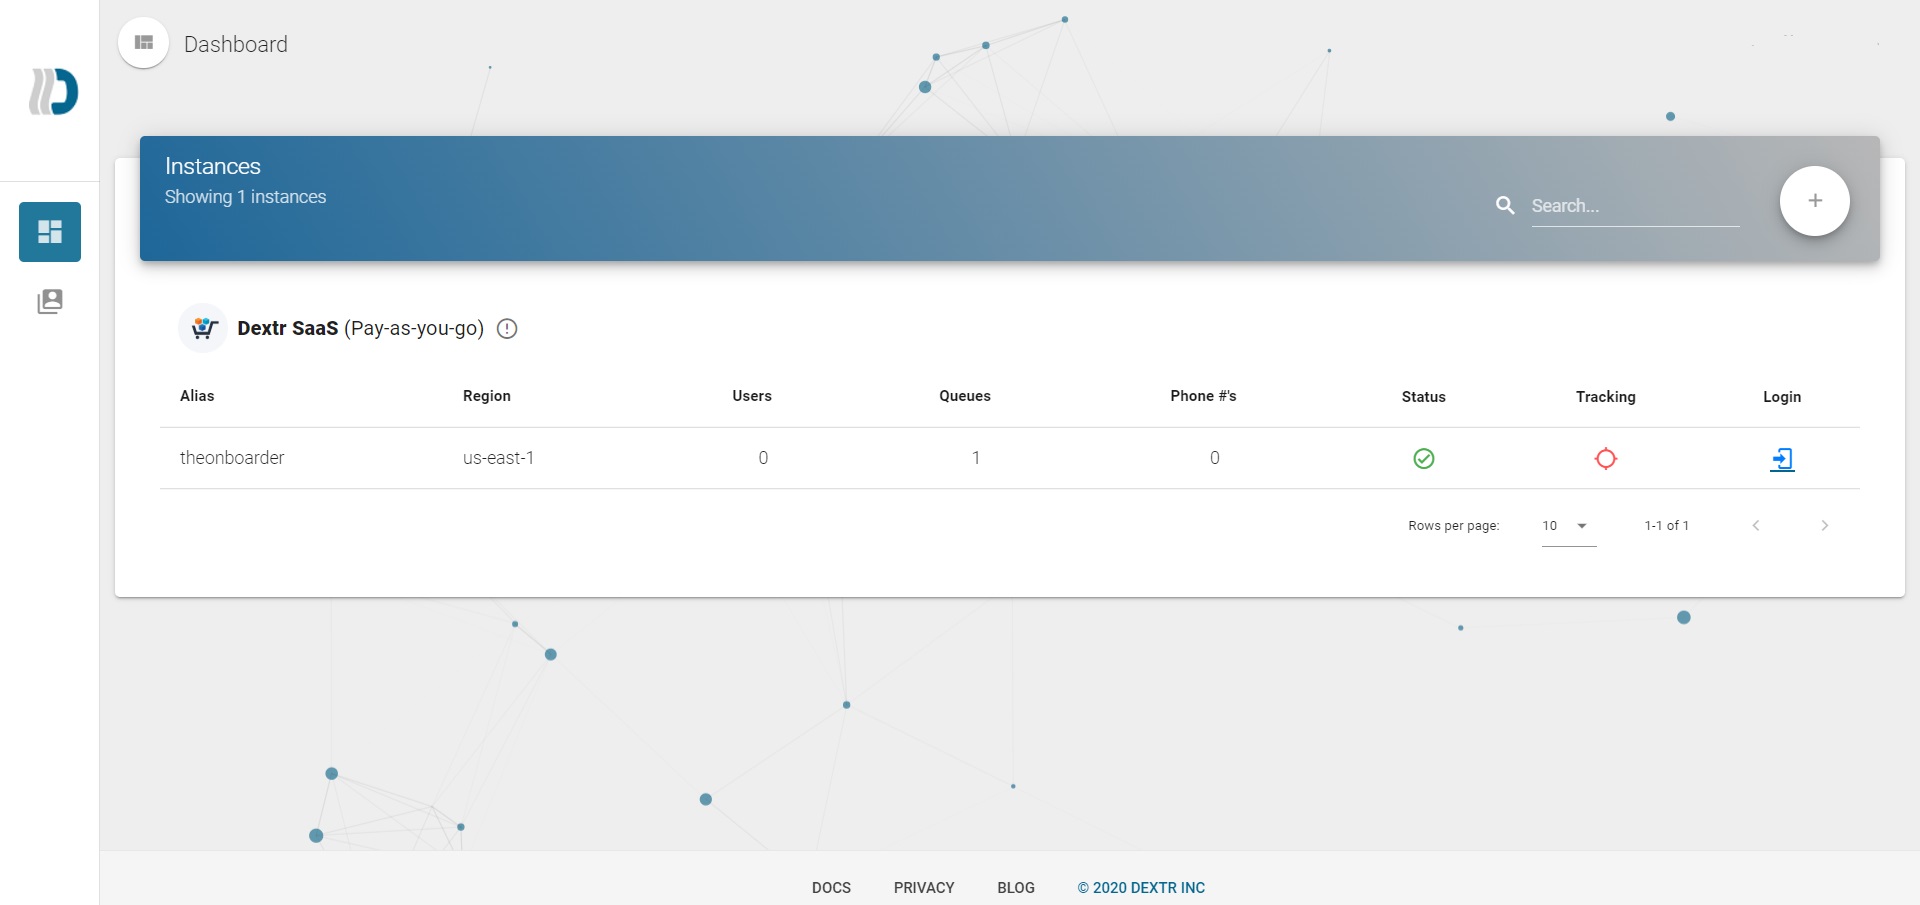 Dashboard
Instances
Showing 1 instances
Search...
+
Dextr SaaS (Pay-as-you-go)
Alias Region Users Queues Phone #'s Status Tracking Login
theonboarder us-east-1 0 1 0
Rows per page: 10 1-1 of 1
DOCS PRIVACY BLOG © 2020 DEXTR INC